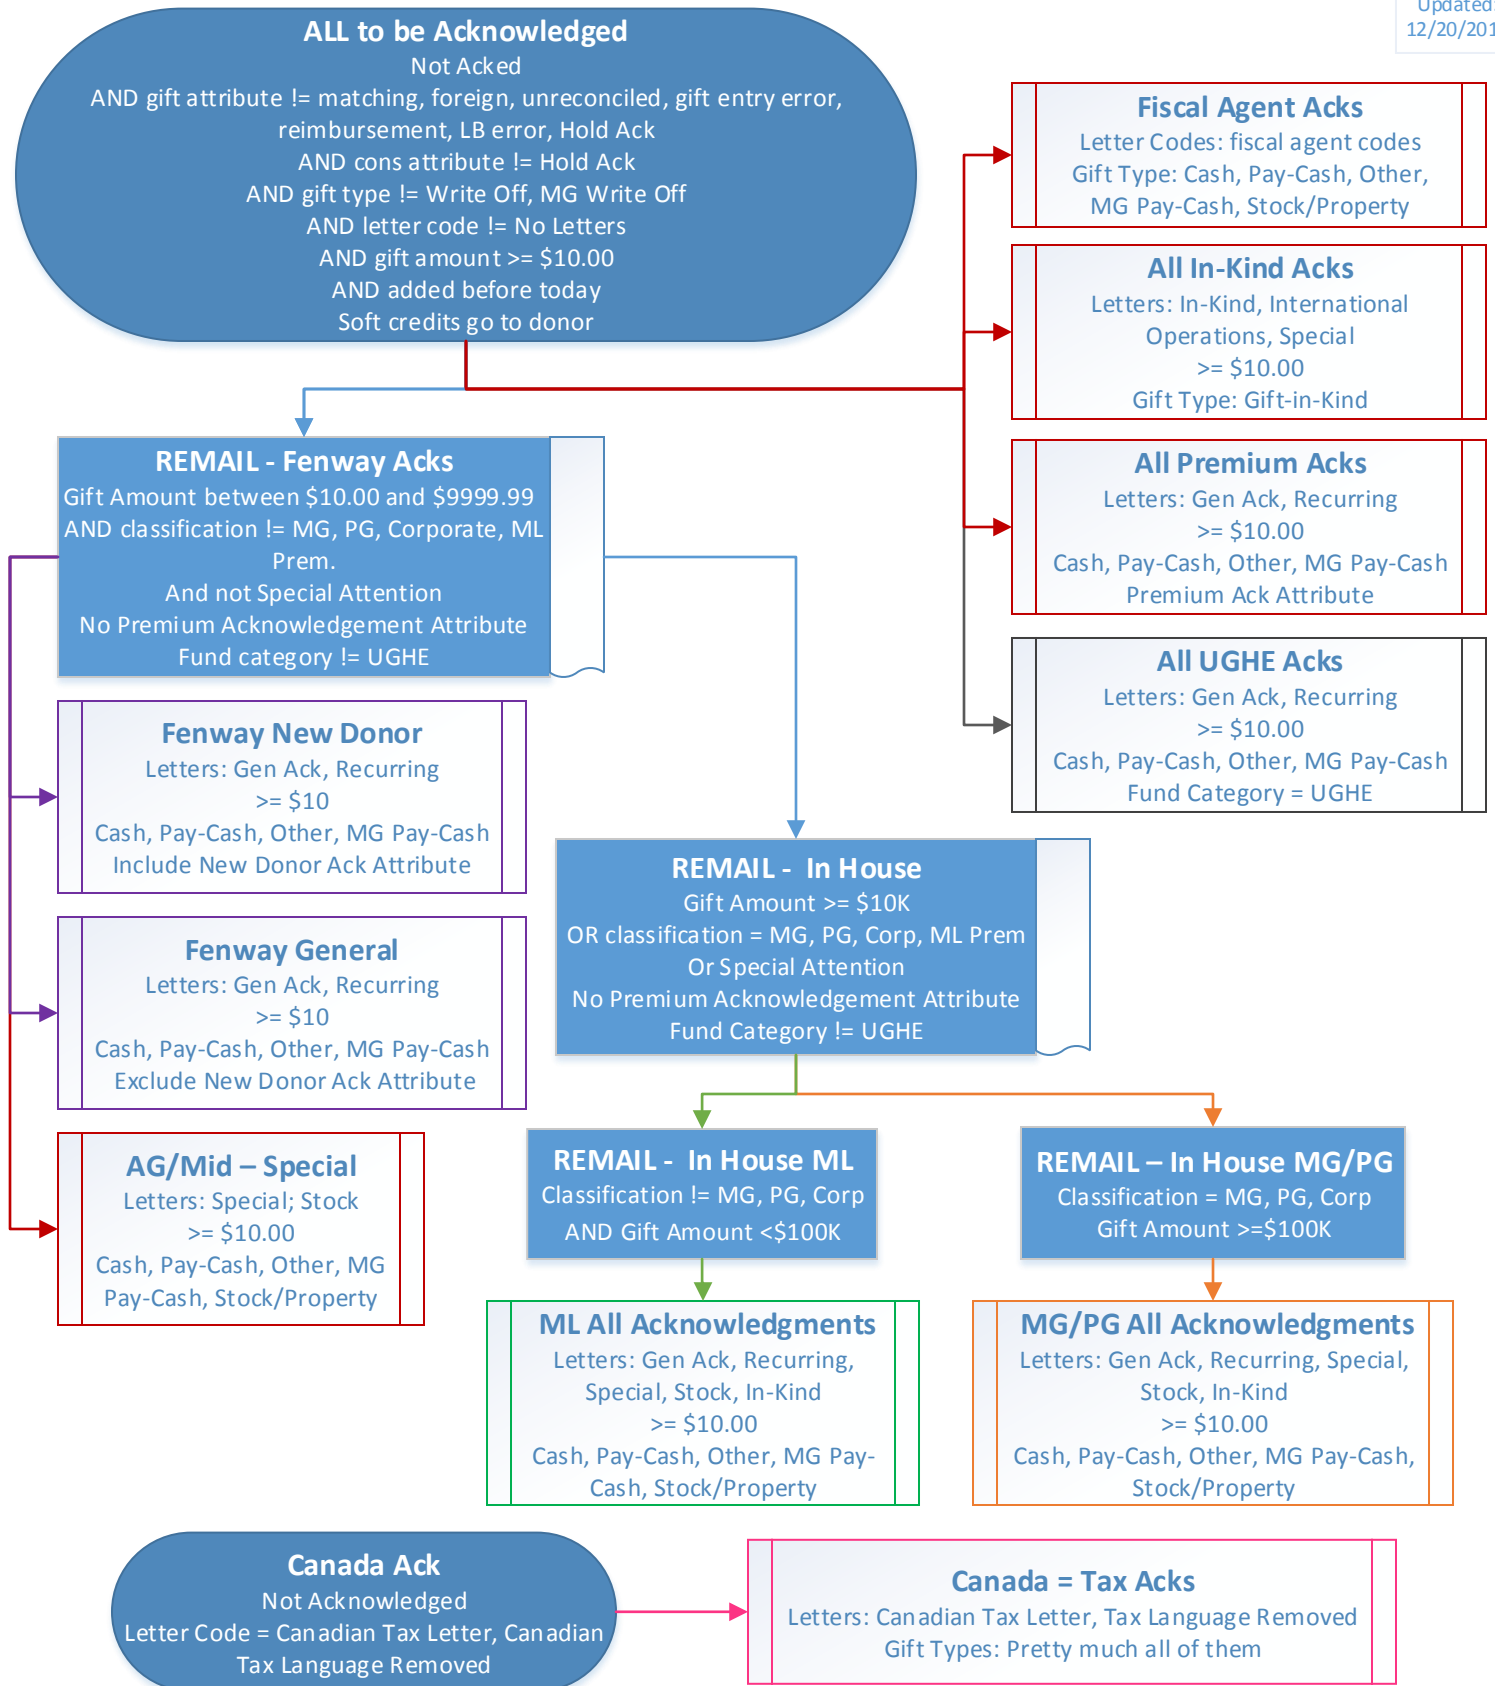 Updated:
12/20/201
ALL to be Acknowledged
Not Acked
AND gift attribute != matching, foreign, unreconciled, gift entry error,
reimbursement, LB error, Hold Ack
AND cons attribute != Hold Ack
AND gift type != Write Off, MG Write Off
AND letter code != No Letters
AND gift amount >= $10.00
AND added before today
Soft credits go to donor
Fiscal Agent Acks
Letter Codes: fiscal agent codes
Gift Type: Cash, Pay-Cash, Other,
MG Pay-Cash, Stock/Property
All In-Kind Acks
Letters: In-Kind, International
Operations, Special
>= $10.00
Gift Type: Gift-in-Kind
All Premium Acks
Letters: Gen Ack, Recurring
>= $10.00
Cash, Pay-Cash, Other, MG Pay-Cash
Premium Ack Attribute
All UGHE Acks
Letters: Gen Ack, Recurring
>= $10.00
Cash, Pay-Cash, Other, MG Pay-Cash
Fund Category = UGHE
REMAIL - Fenway Acks
Gift Amount between $10.00 and $9999.99
AND classification != MG, PG, Corporate, ML
Prem.
And not Special Attention
No Premium Acknowledgement Attribute
Fund category != UGHE
Fenway New Donor
Letters: Gen Ack, Recurring
>= $10
Cash, Pay-Cash, Other, MG Pay-Cash
Include New Donor Ack Attribute
Fenway General
Letters: Gen Ack, Recurring
>= $10
Cash, Pay-Cash, Other, MG Pay-Cash
Exclude New Donor Ack Attribute
AG/Mid – Special
Letters: Special; Stock
>= $10.00
Cash, Pay-Cash, Other, MG
Pay-Cash, Stock/Property
REMAIL - In House
Gift Amount >= $10K
OR classification = MG, PG, Corp, ML Prem
Or Special Attention
No Premium Acknowledgement Attribute
Fund Category != UGHE
REMAIL - In House ML
Classification != MG, PG, Corp
AND Gift Amount <$100K
REMAIL – In House MG/PG
Classification = MG, PG, Corp
Gift Amount >=$100K
ML All Acknowledgments
Letters: Gen Ack, Recurring,
Special, Stock, In-Kind
>= $10.00
Cash, Pay-Cash, Other, MG Pay-
Cash, Stock/Property
MG/PG All Acknowledgments
Letters: Gen Ack, Recurring, Special,
Stock, In-Kind
>= $10.00
Cash, Pay-Cash, Other, MG Pay-Cash,
Stock/Property
Canada Ack
Not Acknowledged
Letter Code = Canadian Tax Letter, Canadian
Tax Language Removed
Canada = Tax Acks
Letters: Canadian Tax Letter, Tax Language Removed
Gift Types: Pretty much all of them